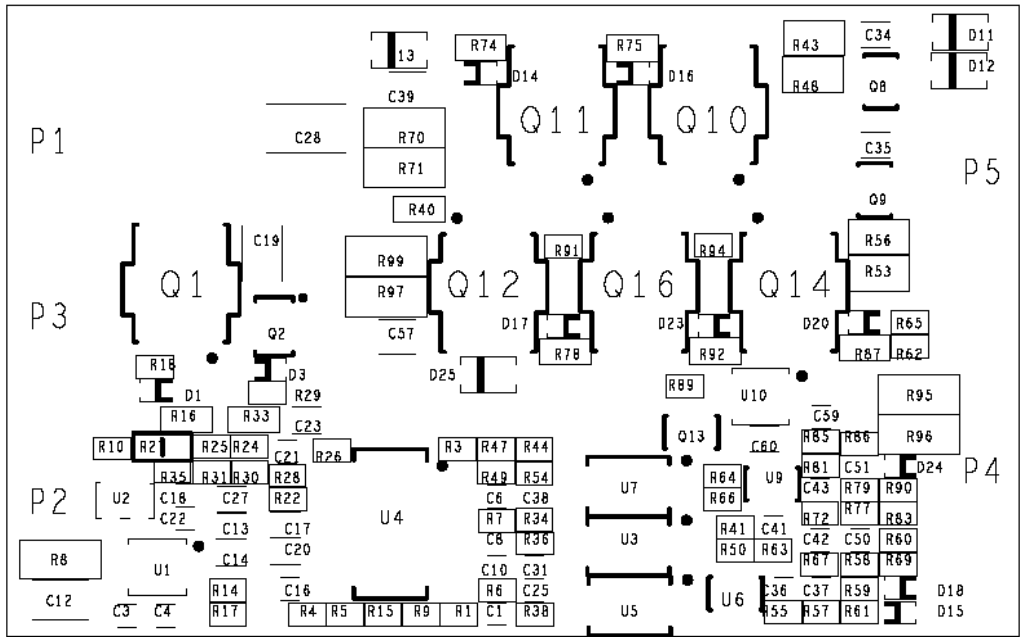 R74 R75 R43 C34 D11
13 D14 D16 D12
C39 R48 Q8
P1 C28 R70 Q11 Q10 C35
R71 P5
R40 Q9
C19 R91 R94 R56
R99 R53
Q1 R97 Q12 Q16 Q14
P3 Q2 C57 D17 D23 D20 R65
R78 R92 R87 R62
R18 D3 D25
D1 R29 R89 U10 R95
R16 R33 C23 C59
R10 R21 R25 R24 C21 R26 R3 R47 R44 Q13 C60 R85 R86 R96
R35 R31 R30 R28 R49 R54 R64 U9 R81 C51 D24 P4
P2 U2 C18 C27 R22 C6 C38 U7 R66 C43 R79 R90
C22 U4 R7 R34 R72 R77 R83
C13 C17 C8 R36 U3 R41 C41 C42 C50 R60
R8 U1 C14 C20 C10 C31 R50 R63 R67 R58 R69
R14 C16 R6 C25 C36 C37 R59 D18
C12 C3 C4 R17 R4 R5 R15 R9 R1 C1 R38 U5 U6 R55 R57 R61 D15